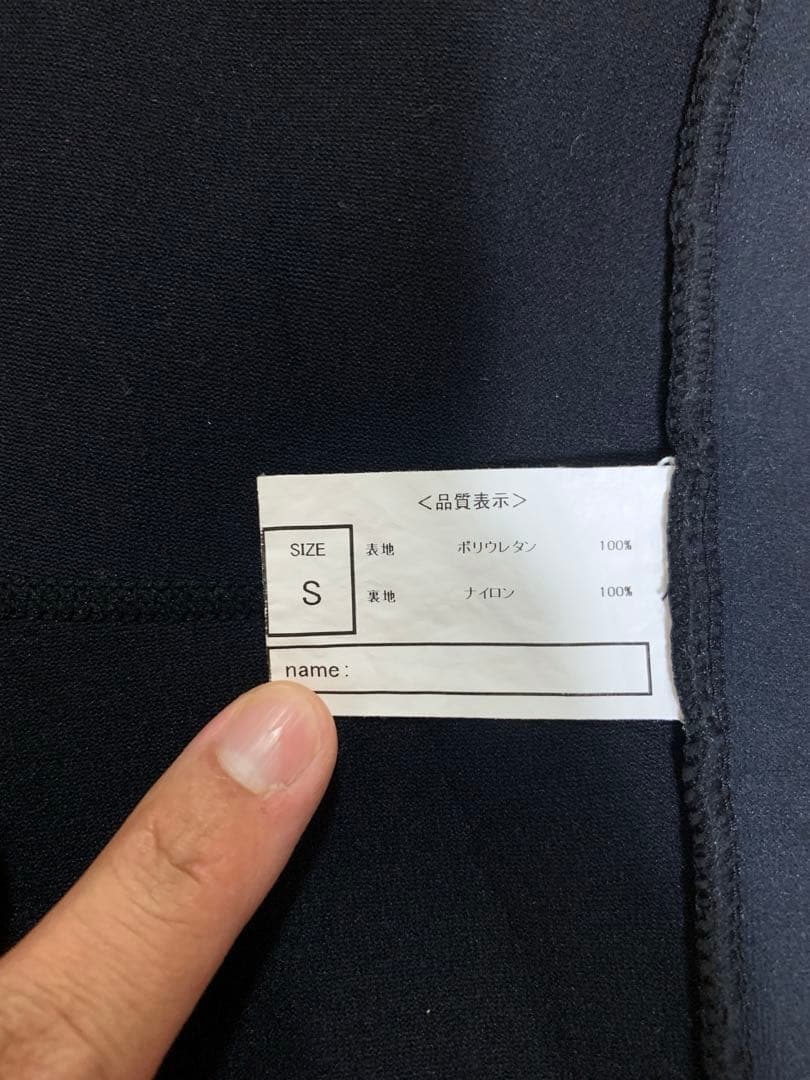 ＜品質表示＞
SIZE
S
表地 ポリウレタン 100%
裏地 ナイロン 100%
name: